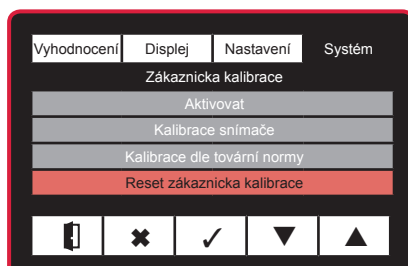 Vyhodnocení Displej Nastavení Systém
Zákaznicka kalibrace
Aktivovat
Kalibrace snímače
Kalibrace dle tovární normy
Reset zákaznicka kalibrace